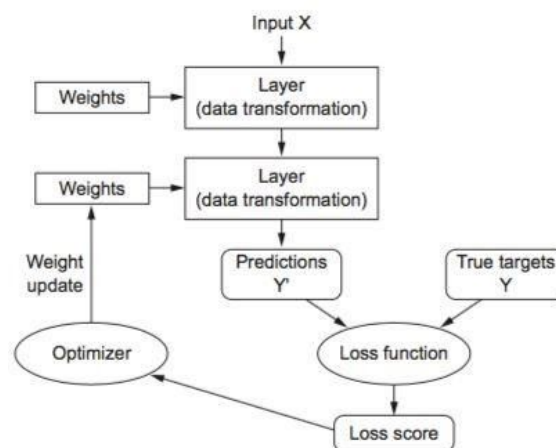 Input X
Weights
Layer
(data transformation)
Weights
Layer
(data transformation)
Weight
update
Predictions
Y'
True targets
Y
Optimizer
Loss function
Loss score